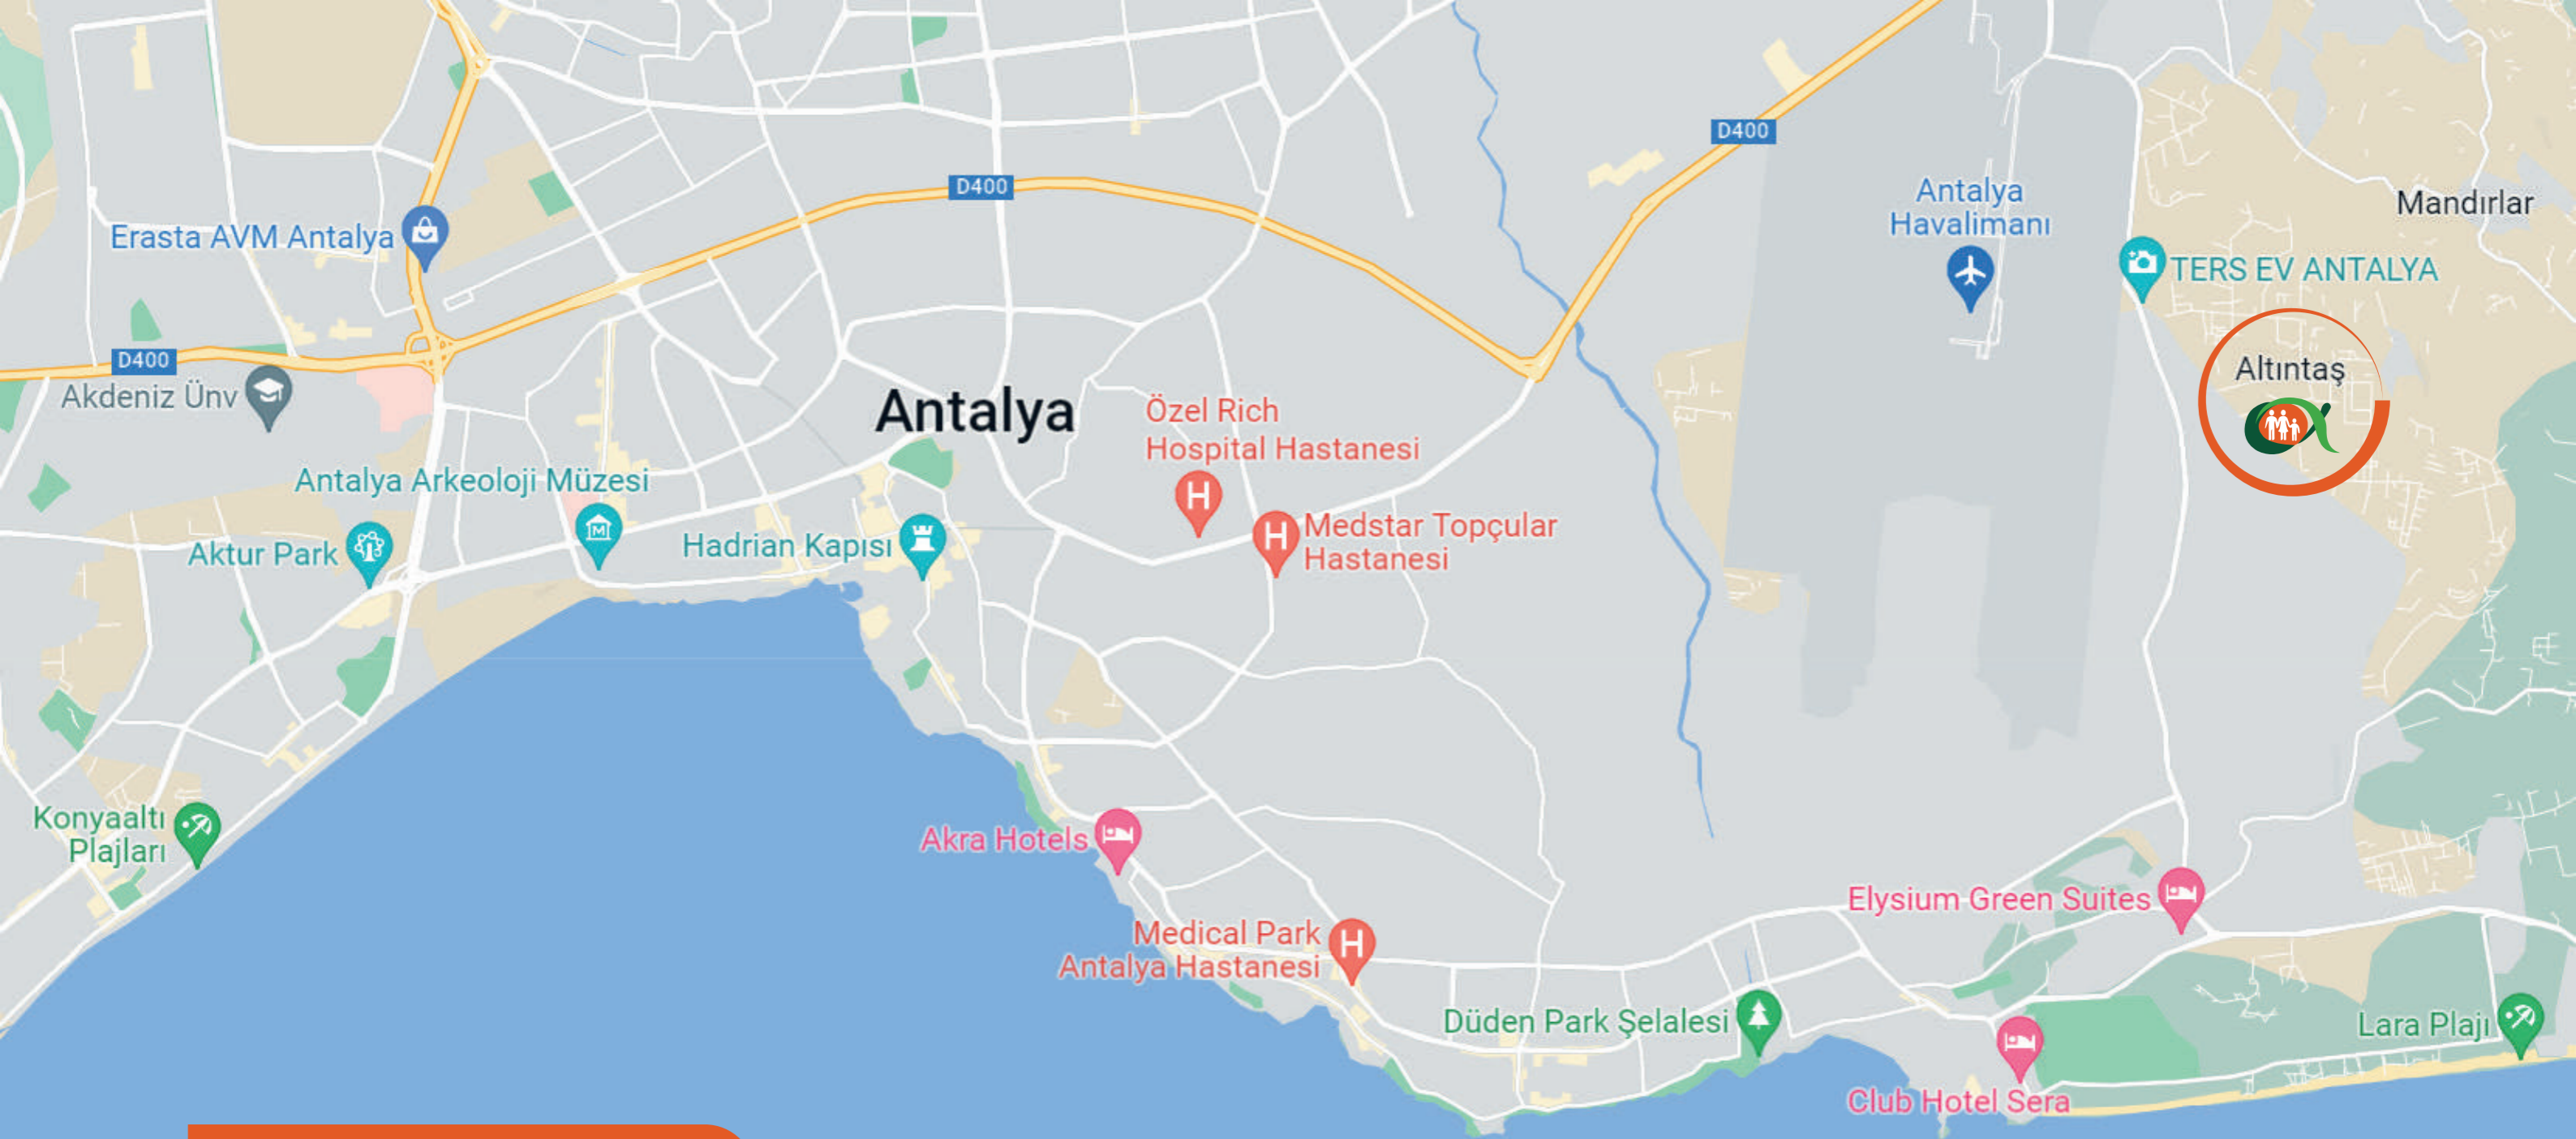 D400
Mandırlar
D400
Antalya
Havalimanı
Erasta AVM Antalya
TERS EV ANTALYA
D400
Altıntaş
Akdeniz Ünv
Antalya
Özel Rich
Hospital Hastanesi
Antalya Arkeoloji Müzesi
Medstar Topçular
Hastanesi
Hadrian Kapısı
Aktur Park
Konyaaltı
Plajları
Akra Hotels
Elysium Green Suites
Medical Park
Antalya Hastanesi
Düden Park Şelalesi
Lara Plajı
Club Hotel Sera